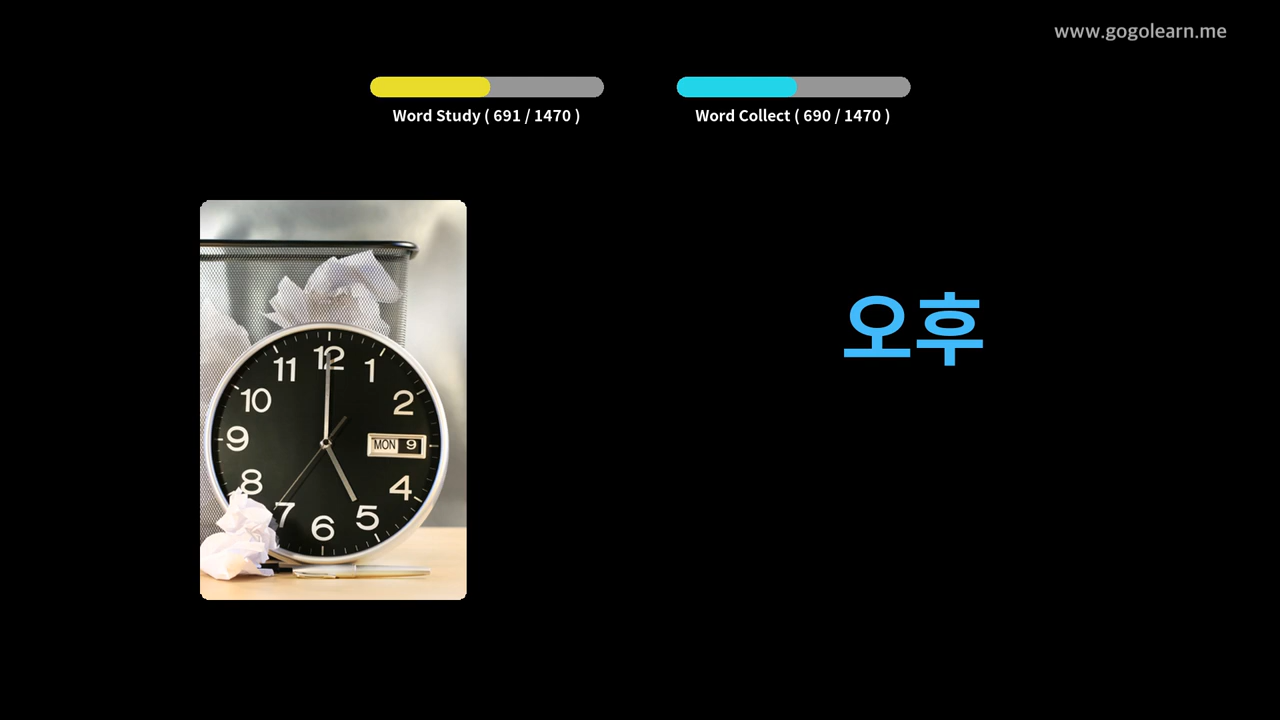 www.gogolearn.me
Word Study ( 691 / 1470 )
Word Collect ( 690 / 1470 )
오후
12
11
1
10
2
9
MON 9
8
4
7
5
6